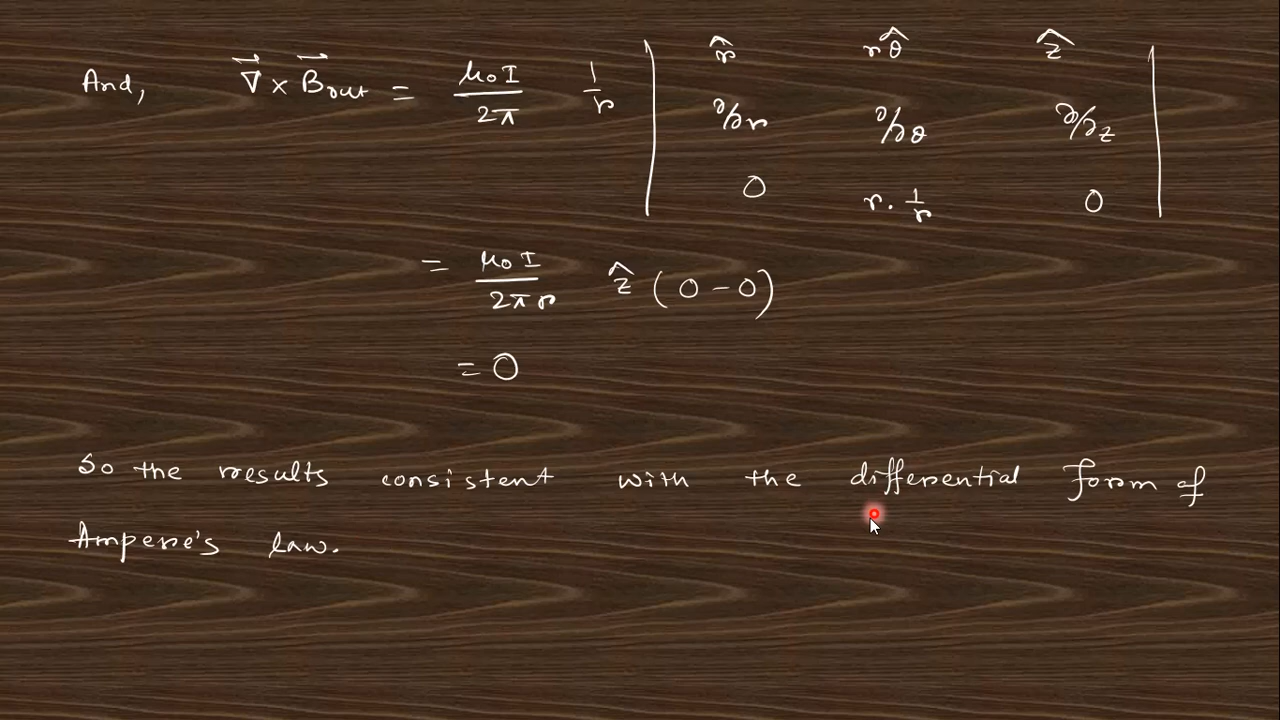 And, ∇⃗ × B⃗out = μ₀I/2π 1/r | r̂ rθ̂ ẑ |
| ∂/∂r ∂/∂θ ∂/∂z |
| 0 r·1/r 0 |
= μ₀I/2πr ẑ (0 - 0)
= 0
So the results consistent with the differential form of
Ampere's law.